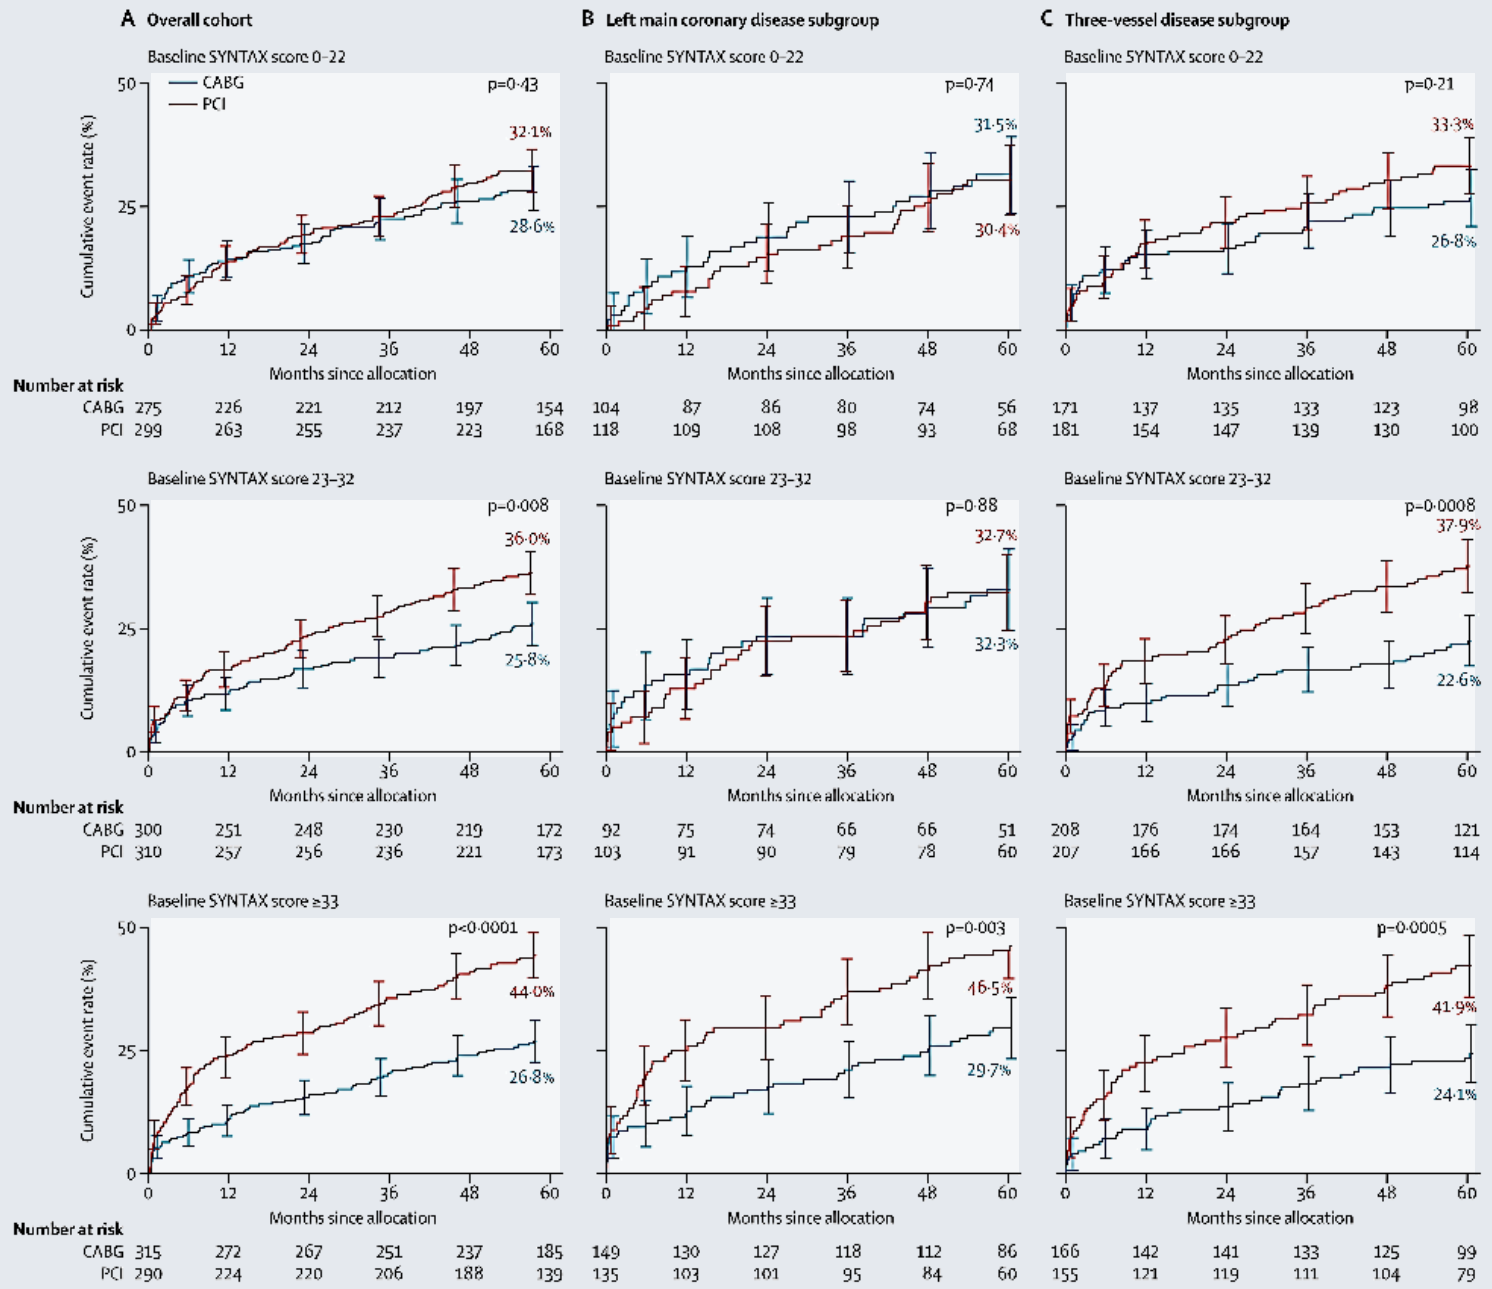 A Overall cohort
B Left main coronary disease subgroup
C Three-vessel disease subgroup
Baseline SYNTAX score 0–22
Baseline SYNTAX score 0–22
Baseline SYNTAX score 0–22
Cumulative event rate (%)
50
25
0
CABG
PCI
p=0·43
32·1%
28·6%
p=0·74
31·5%
30·4%
p=0·21
33·3%
26·8%
0 12 24 36 48 60
0 12 24 36 48 60
0 12 24 36 48 60
Months since allocation
Months since allocation
Months since allocation
Number at risk
CABG 275 226 221 212 197 154 104 87 86 80 74 56 171 137 135 133 123 98
PCI 299 263 255 237 223 168 118 109 108 98 93 68 181 154 147 139 130 100
Baseline SYNTAX score 23–32
Baseline SYNTAX score 23–32
Baseline SYNTAX score 23–32
Cumulative event rate (%)
50
25
0
p=0·008
36·0%
25·8%
p=0·88
32·7%
32·3%
p=0·0008
37·9%
22·6%
0 12 24 36 48 60
0 12 24 36 48 60
0 12 24 36 48 60
Months since allocation
Months since allocation
Months since allocation
Number at risk
CABG 300 251 248 230 219 172 92 75 74 66 66 51 208 176 174 164 153 121
PCI 310 257 256 236 221 173 103 91 90 79 78 60 207 166 166 157 143 114
Baseline SYNTAX score ≥33
Baseline SYNTAX score ≥33
Baseline SYNTAX score ≥33
Cumulative event rate (%)
50
25
0
p<0·0001
44·0%
26·8%
p=0·003
46·5%
29·7%
p=0·0005
41·9%
24·1%
0 12 24 36 48 60
0 12 24 36 48 60
0 12 24 36 48 60
Months since allocation
Months since allocation
Months since allocation
Number at risk
CABG 315 272 267 251 237 185 149 130 127 118 112 86 166 142 141 133 125 99
PCI 290 224 220 206 188 139 135 103 101 95 84 60 155 121 119 111 104 79